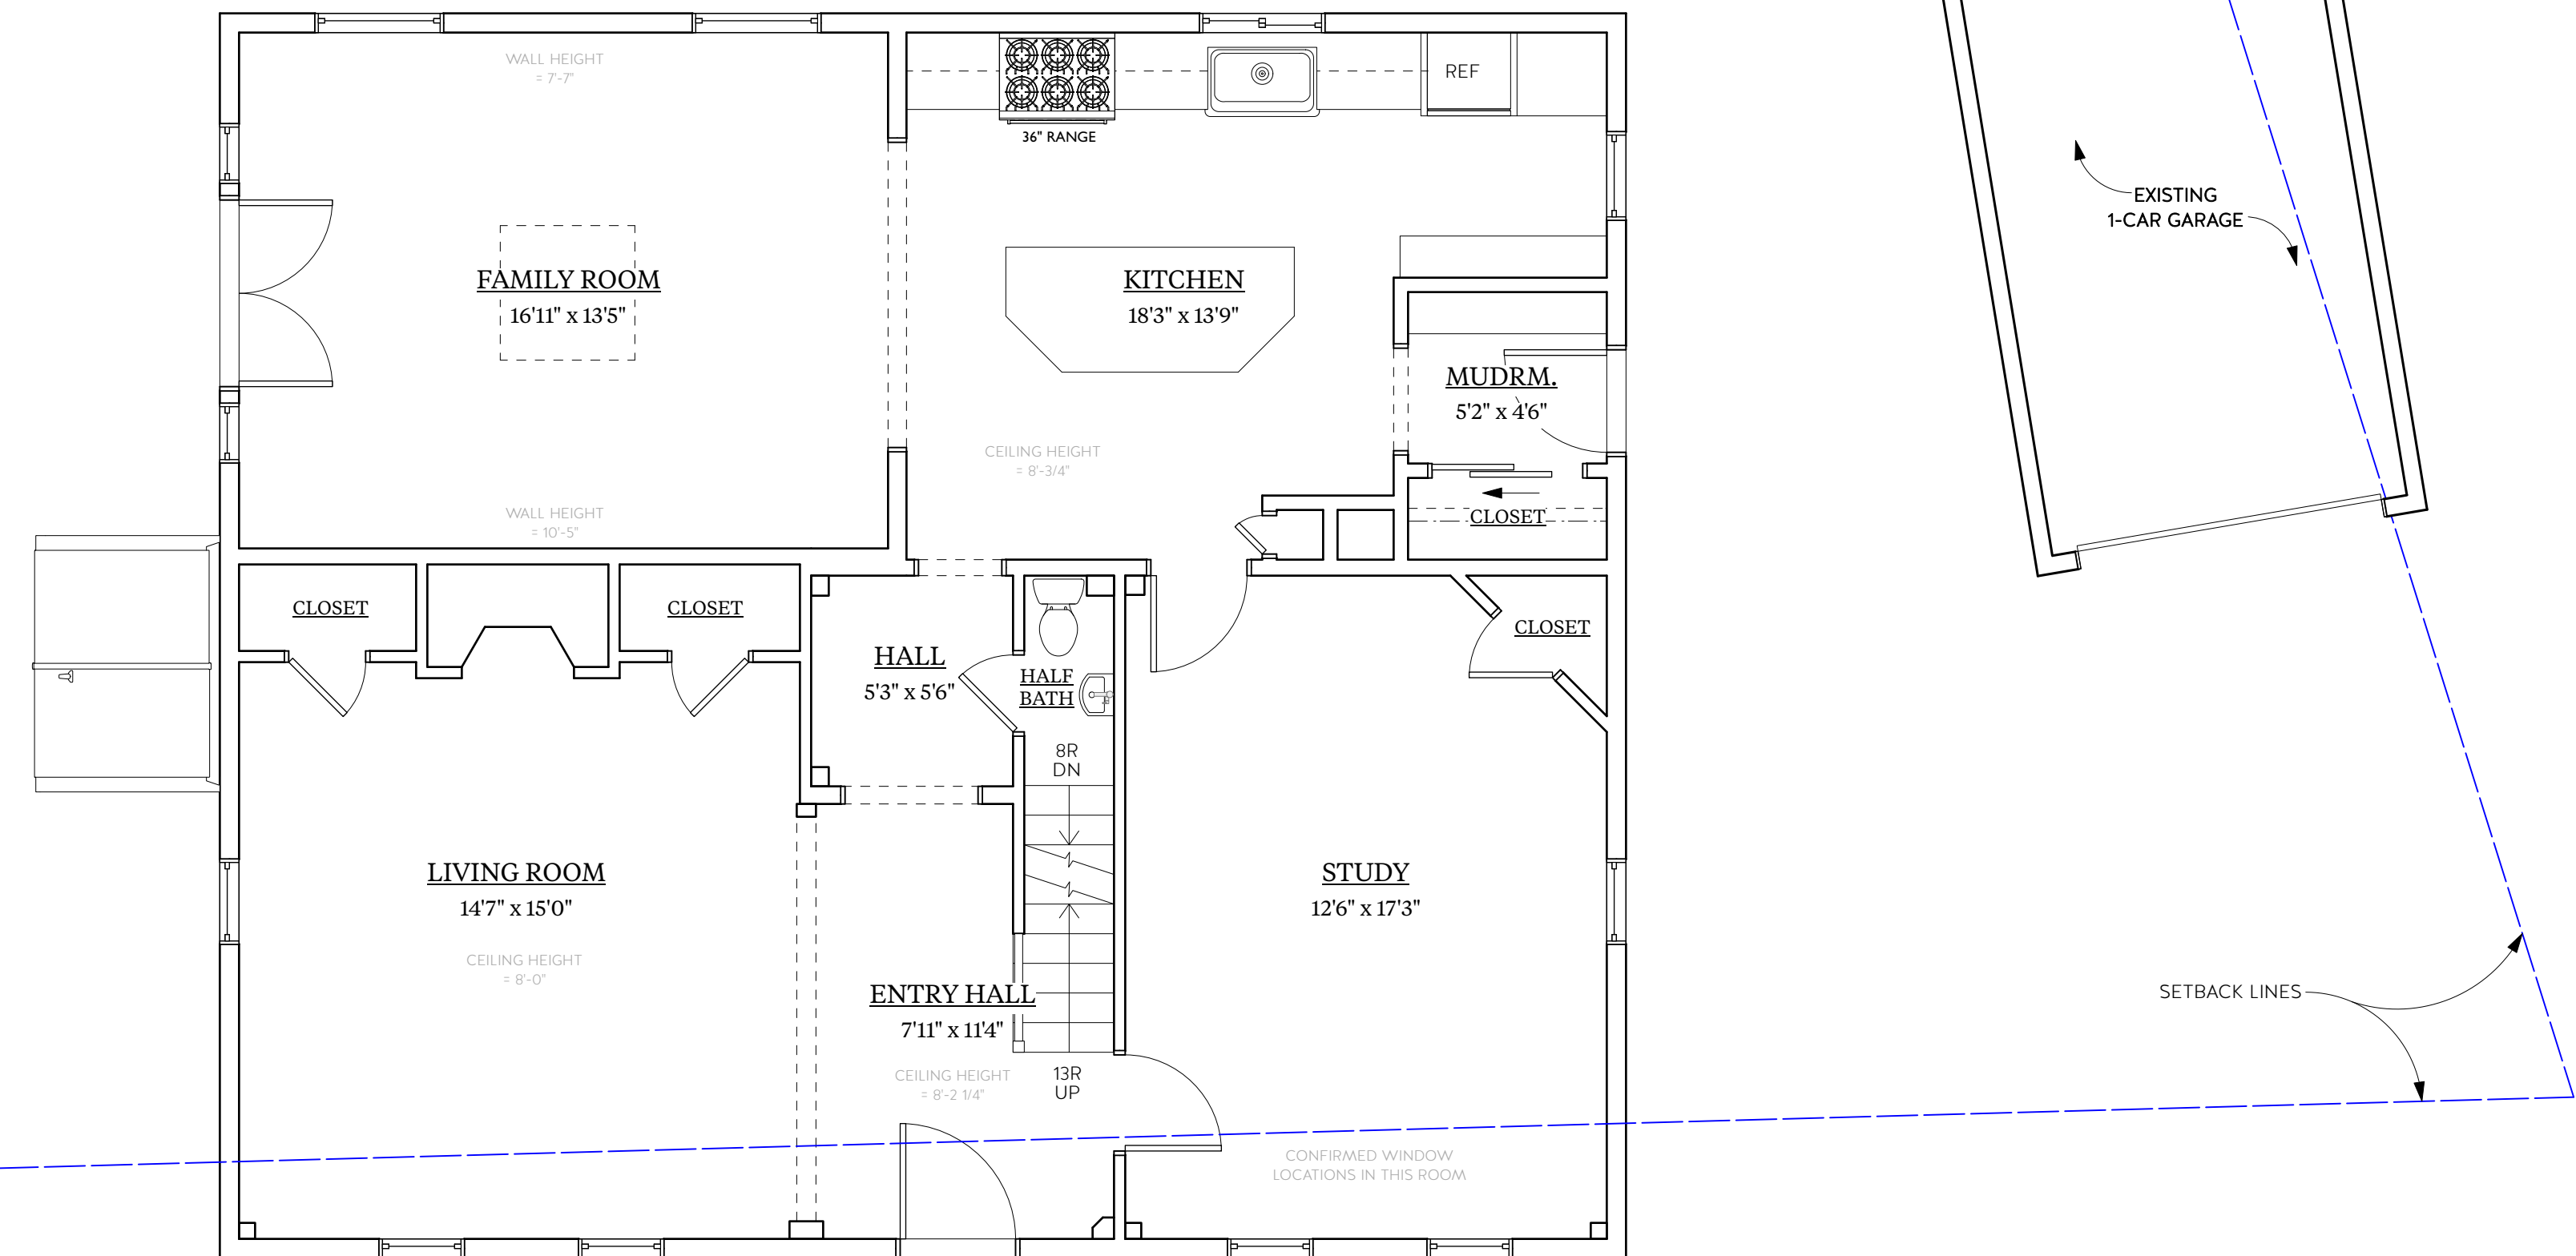 WALL HEIGHT
= 7'-7"
REF
36" RANGE
EXISTING
1-CAR GARAGE
FAMILY ROOM
16'11" x 13'5"
KITCHEN
18'3" x 13'9"
MUDRM.
5'2" x 4'6"
CEILING HEIGHT
= 8'-3/4"
WALL HEIGHT
= 10'-5"
CLOSET
CLOSET
CLOSET
CLOSET
HALL
5'3" x 5'6"
HALF
BATH
8R
DN
LIVING ROOM
14'7" x 15'0"
STUDY
12'6" x 17'3"
CEILING HEIGHT
= 8'-0"
ENTRY HALL
7'11" x 11'4"
SETBACK LINES
CEILING HEIGHT
= 8'-2 1/4"
13R
UP
CONFIRMED WINDOW
LOCATIONS IN THIS ROOM